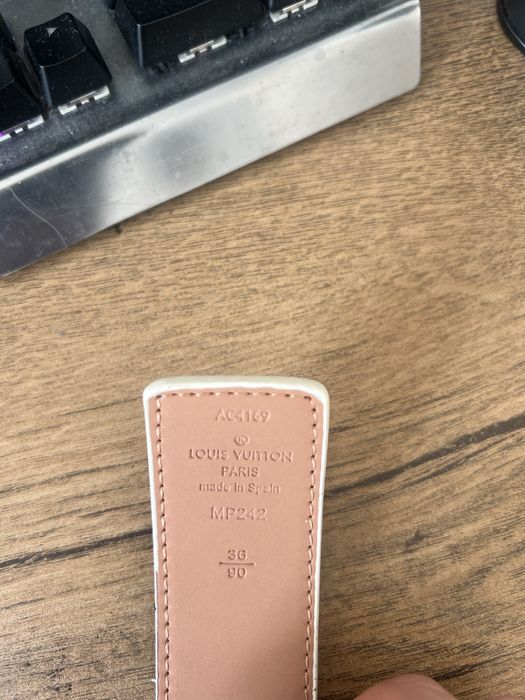 AC4169
®
LOUIS VUITTON
PARIS
made in Spain
MP242
36
90